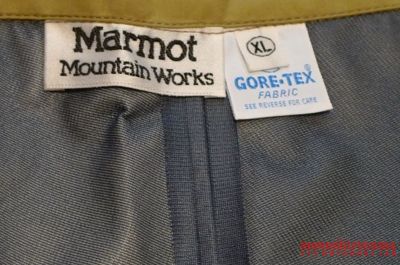 Marmot
Mountain Works
XL
GORE-TEX
FABRIC
SEE REVERSE FOR CARE